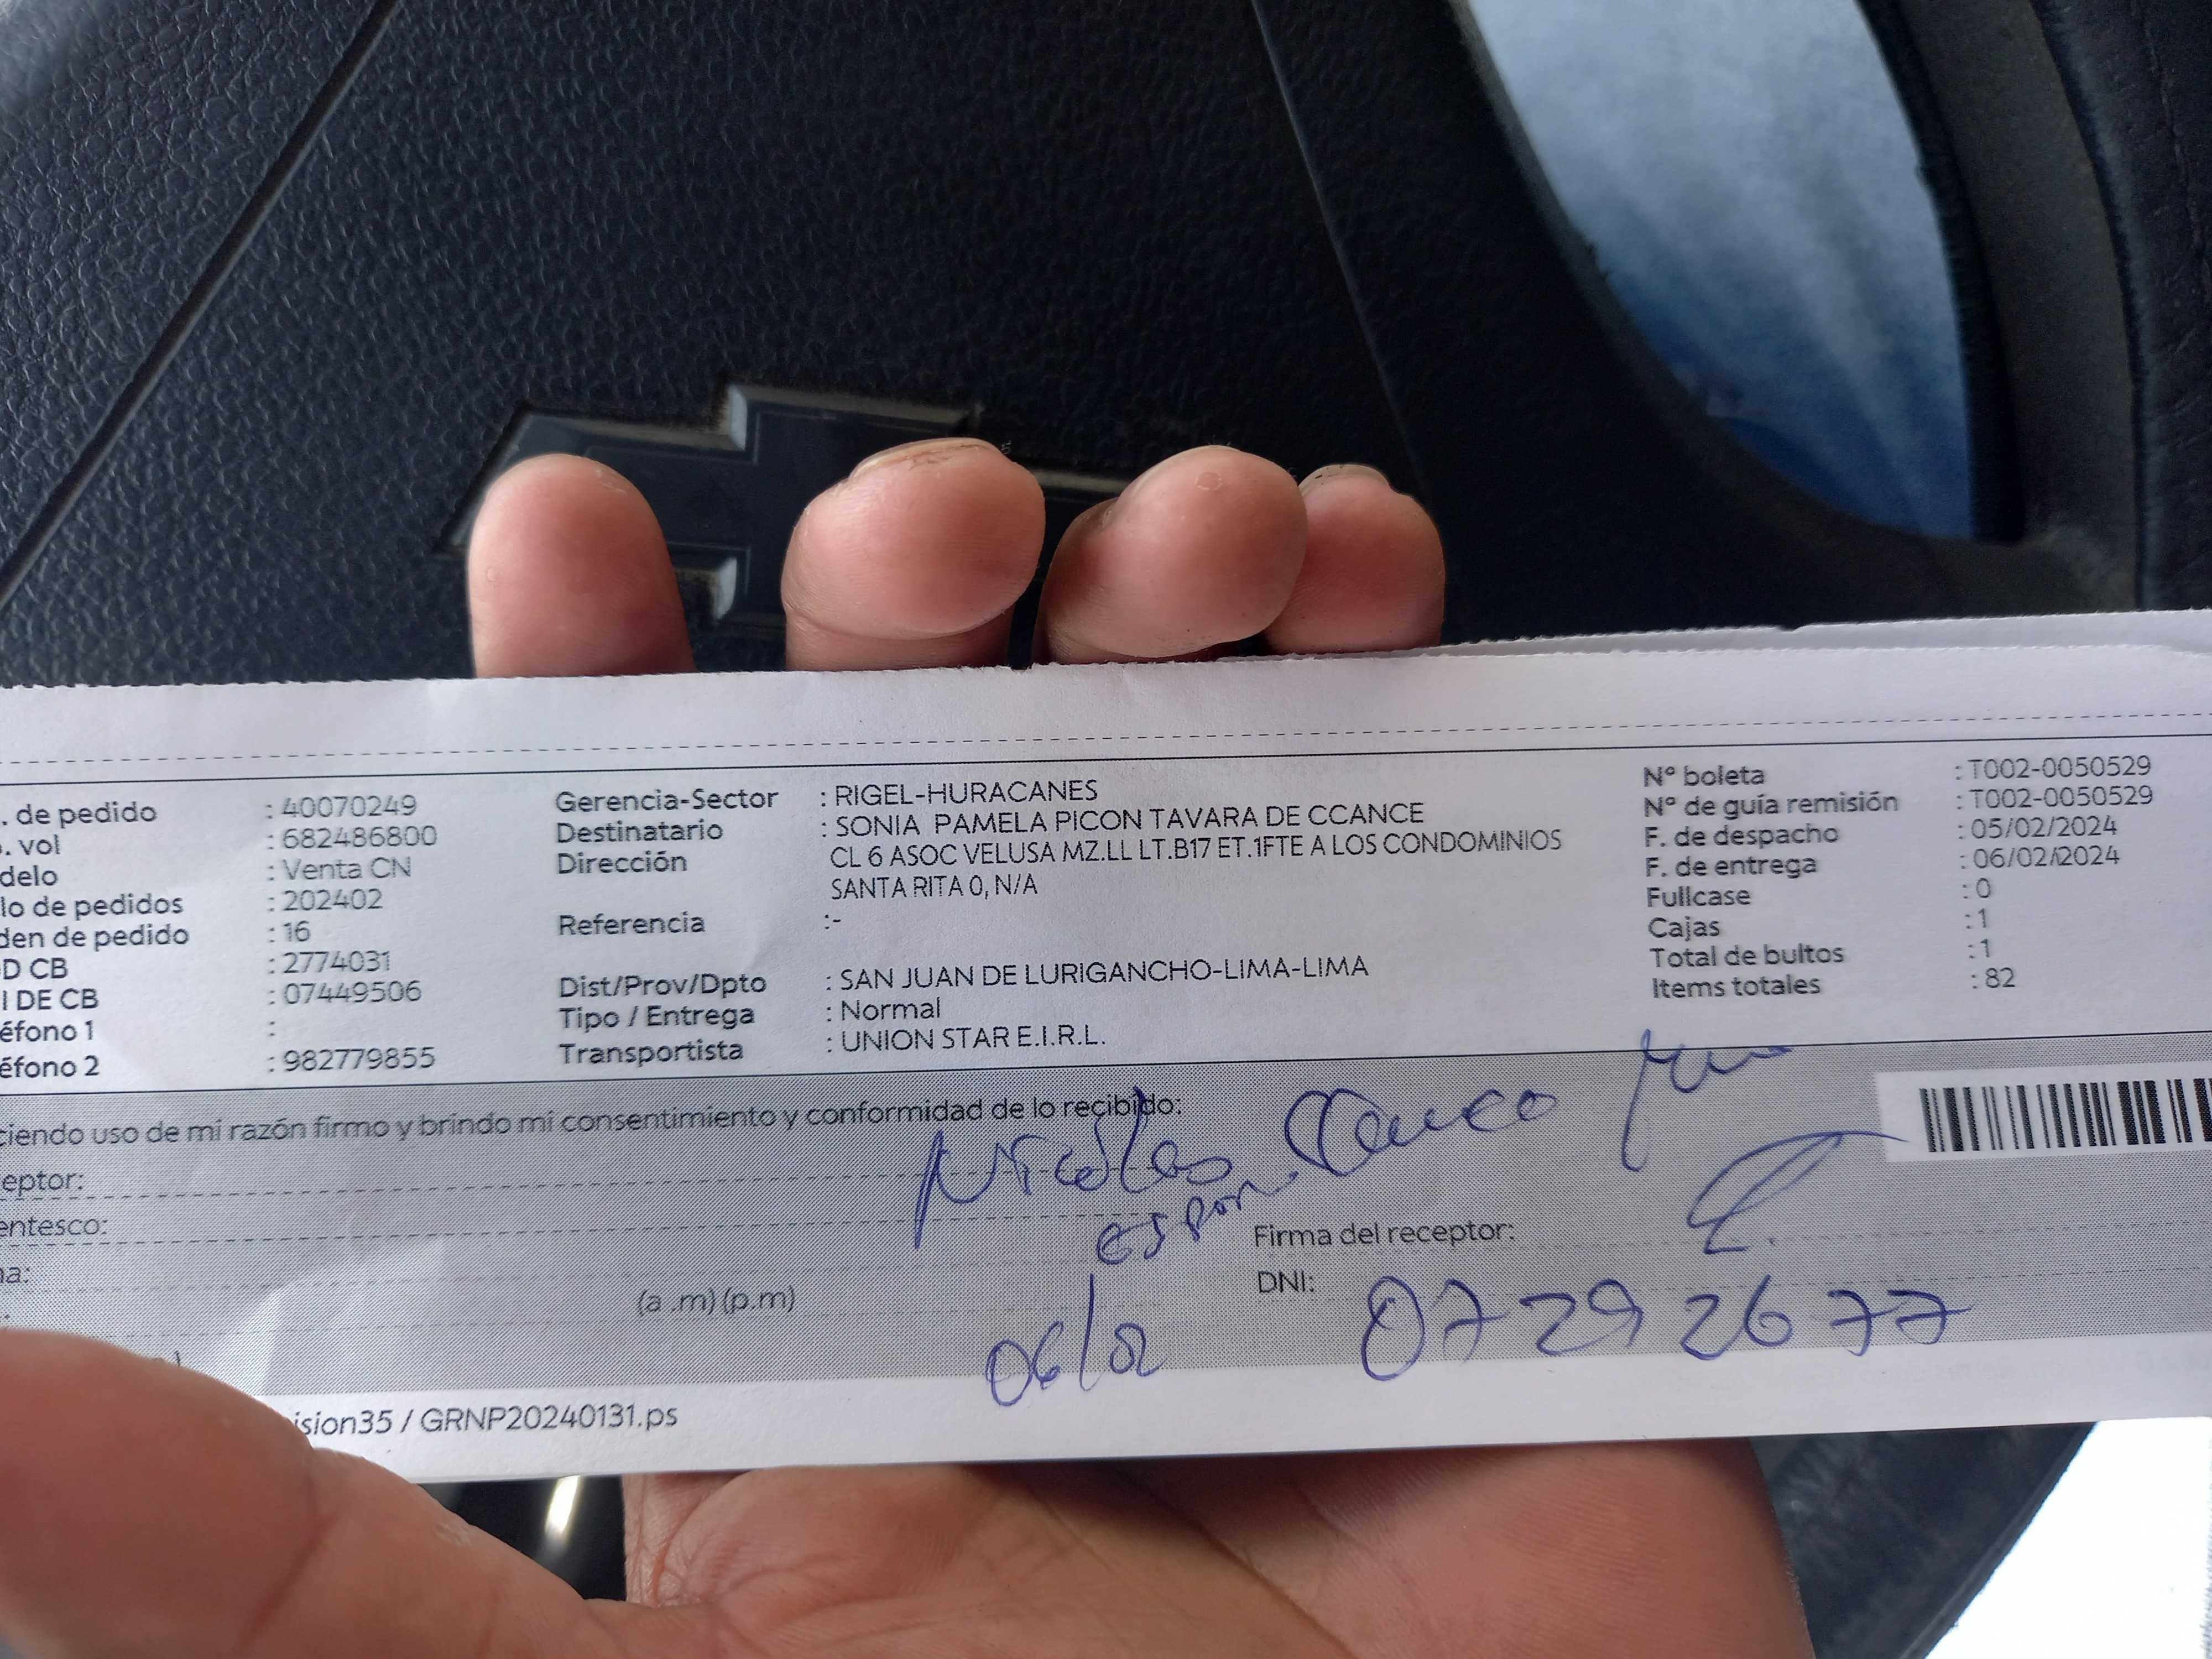 . de pedido : 40070249 Gerencia-Sector : RIGEL-HURACANES Nº boleta : T002-0050529
. vol : 682486800 Destinatario : SONIA PAMELA PICON TAVARA DE CCANCE Nº de guía remisión : T002-0050529
delo : Venta CN Dirección CL 6 ASOC VELUSA MZ.LL LT.B17 ET.1FTE A LOS CONDOMINIOS F. de despacho : 05/02/2024
lo de pedidos : 202402 SANTA RITA 0, N/A F. de entrega : 06/02/2024
den de pedido : 16 Referencia :- Fullcase : 0
D CB : 2774031 Cajas : 1
I DE CB : 07449506 Dist/Prov/Dpto : SAN JUAN DE LURIGANCHO-LIMA-LIMA Total de bultos : 1
éfono 1 : Tipo / Entrega : Normal Items totales : 82
éfono 2 : 982779855 Transportista : UNION STAR E.I.R.L.
ciendo uso de mi razón firmo y brindo mi consentimiento y conformidad de lo recibido:
eptor: Nicolas
entesco: Firma del receptor:
na: DNI: 07292677
(a .m) (p.m) 06/02
ision35 / GRNP20240131.ps